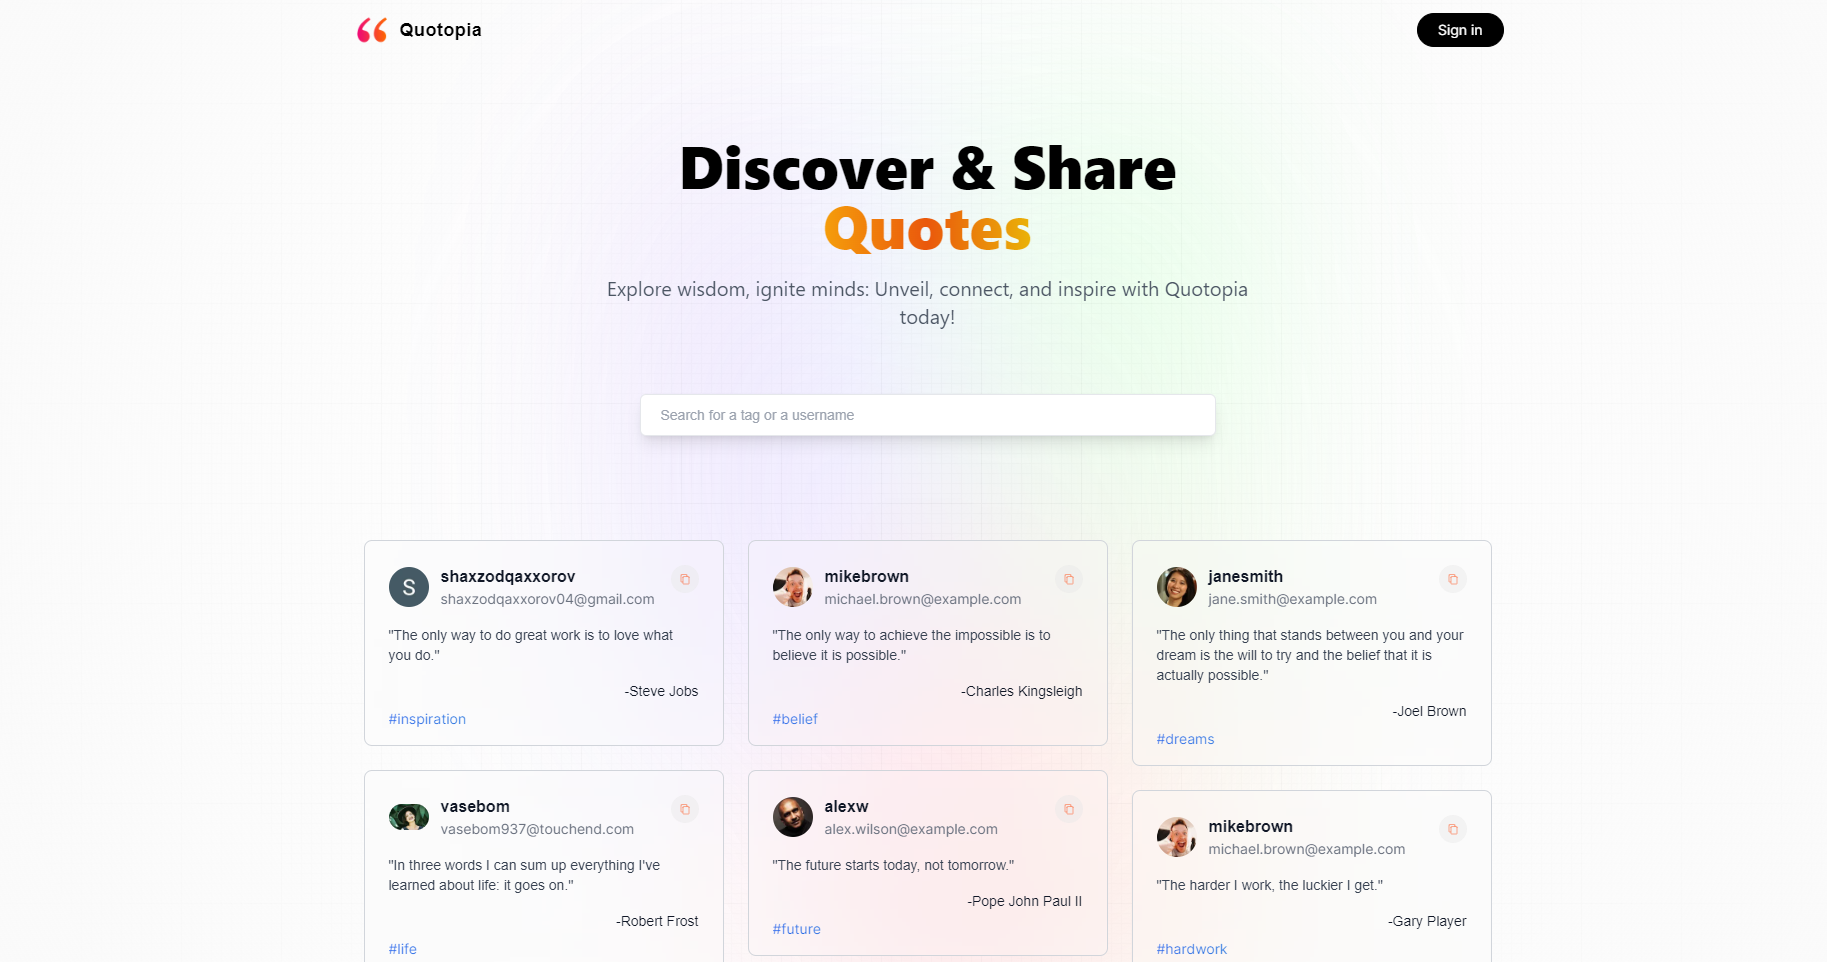 Quotopia
Sign in
Discover & Share
Quotes
Explore wisdom, ignite minds: Unveil, connect, and inspire with Quotopia
today!
Search for a tag or a username
S
shaxzodqaxxorov
shaxzodqaxxorov04@gmail.com
"The only way to do great work is to love what
you do."
-Steve Jobs
#inspiration
mikebrown
michael.brown@example.com
"The only way to achieve the impossible is to
believe it is possible."
-Charles Kingsleigh
#belief
janesmith
jane.smith@example.com
"The only thing that stands between you and your
dream is the will to try and the belief that it is
actually possible."
-Joel Brown
#dreams
vasebom
vasebom937@touchend.com
"In three words I can sum up everything I've
learned about life: it goes on."
-Robert Frost
#life
alexw
alex.wilson@example.com
"The future starts today, not tomorrow."
-Pope John Paul II
#future
mikebrown
michael.brown@example.com
"The harder I work, the luckier I get."
-Gary Player
#hardwork